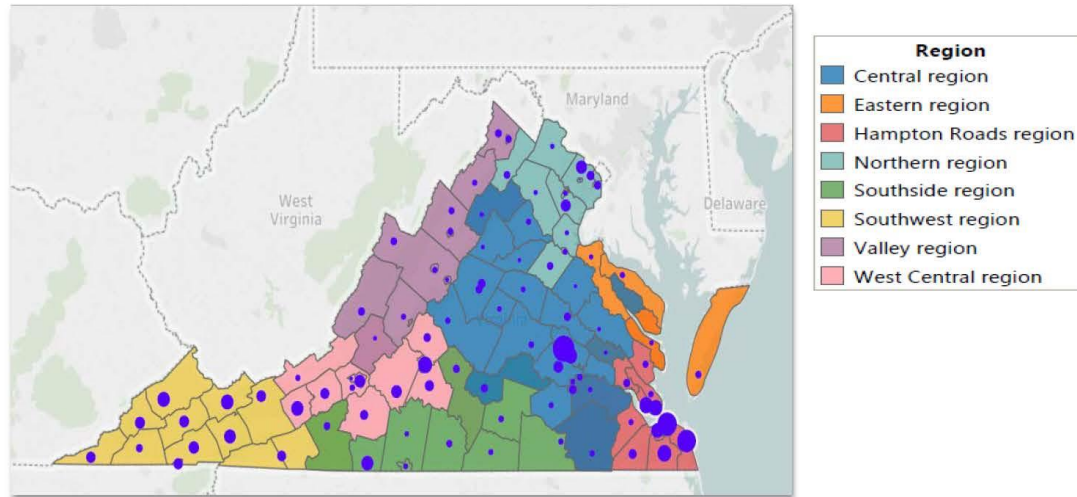 Maryland
West
Virginia
Delaware
Region
Central region
Eastern region
Hampton Roads region
Northern region
Southside region
Southwest region
Valley region
West Central region